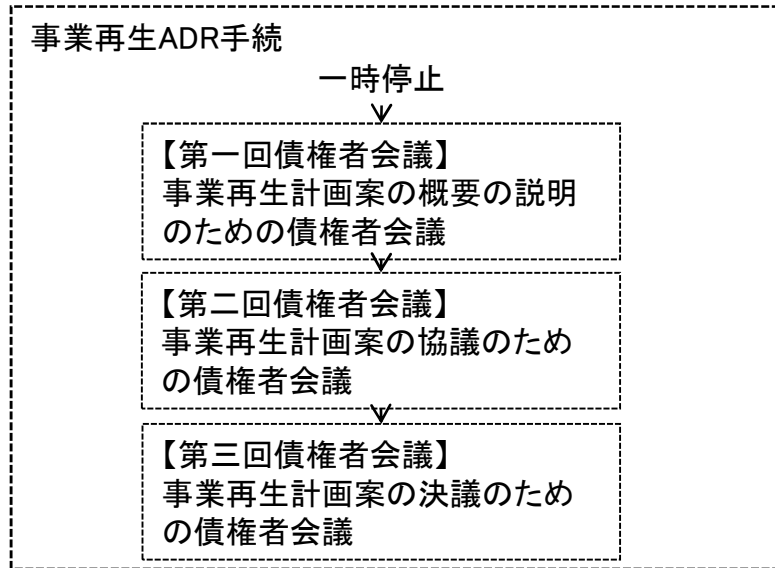 事業再生ADR手続
一時停止
【第一回債権者会議】
事業再生計画案の概要の説明
のための債権者会議
【第二回債権者会議】
事業再生計画案の協議のため
の債権者会議
【第三回債権者会議】
事業再生計画案の決議のため
の債権者会議